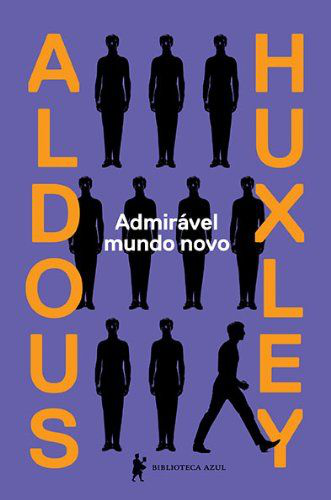 ALDOUS
HUXLEY
Admirável
mundo novo
BIBLIOTECA AZUL